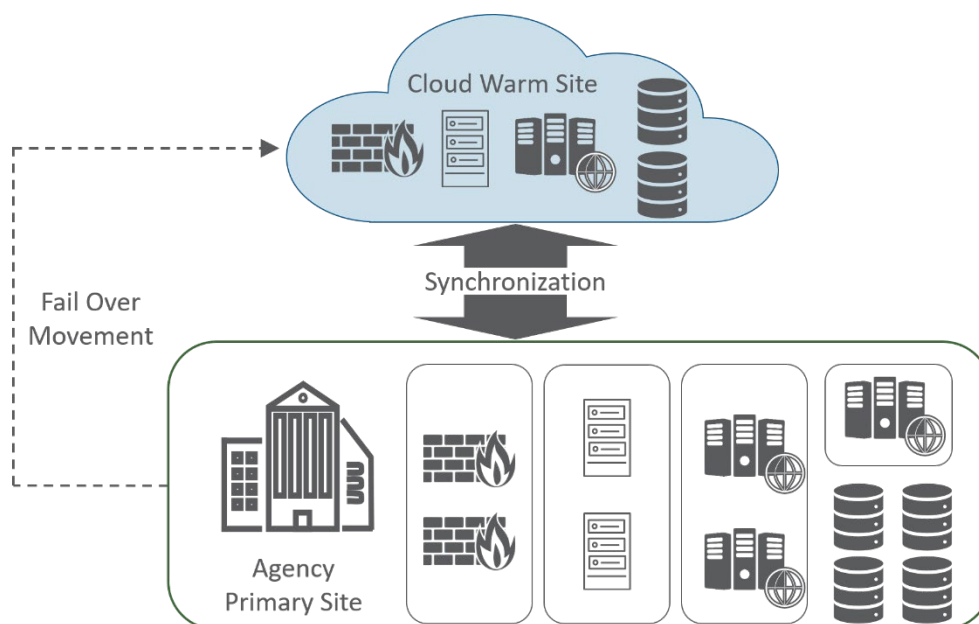 Cloud Warm Site
Synchronization
Fail Over
Movement
Agency
Primary Site